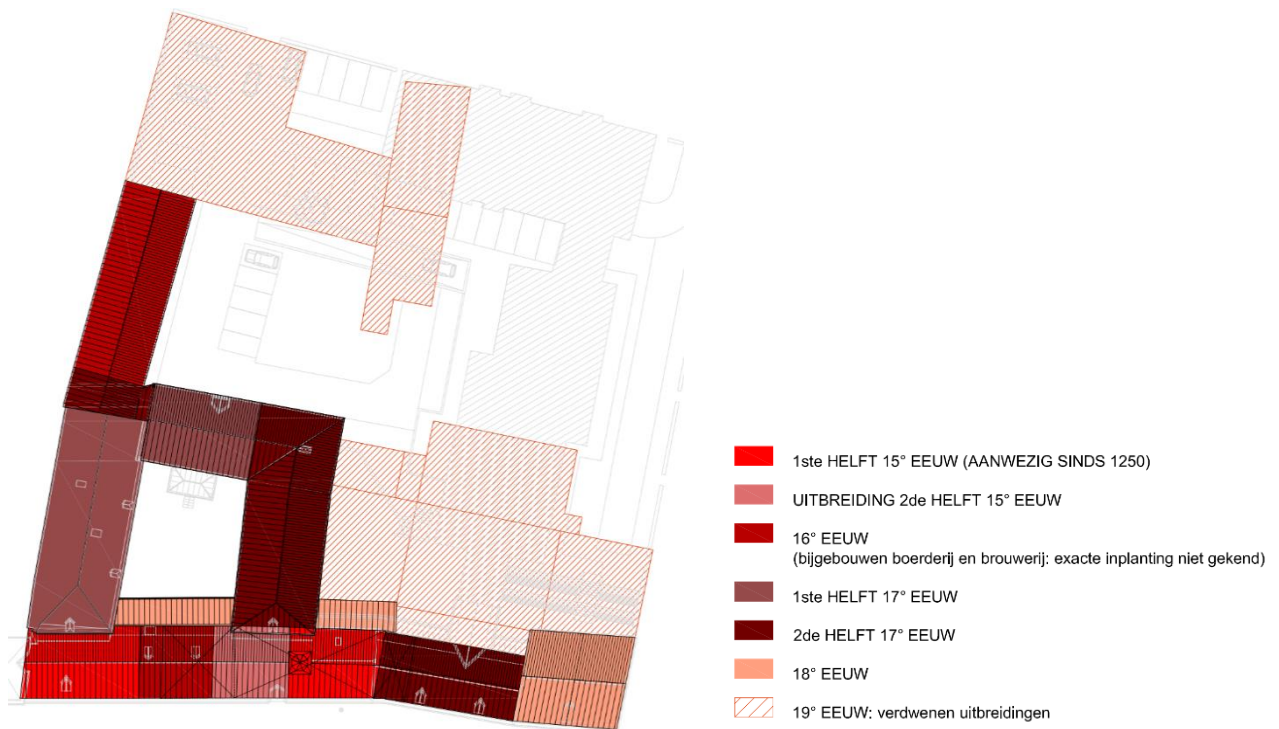 1ste HELFT 15° EEUW (AANWEZIG SINDS 1250)
UITBREIDING 2de HELFT 15° EEUW
16° EEUW
(bijgebouwen boerderij en brouwerij: exacte inplanting niet gekend)
1ste HELFT 17° EEUW
2de HELFT 17° EEUW
18° EEUW
19° EEUW: verdwenen uitbreidingen